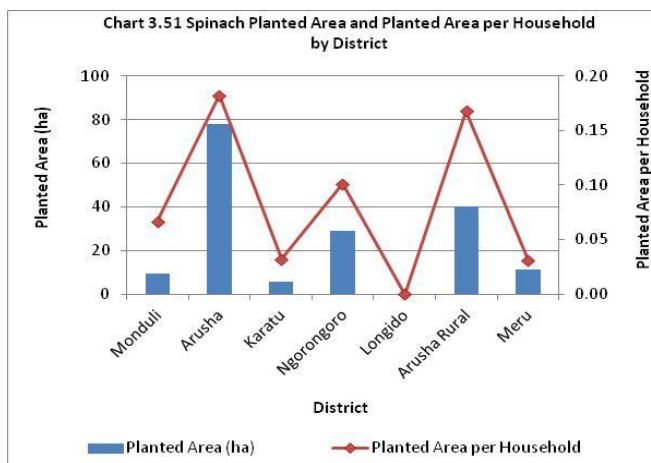 Chart 3.51 Spinach Planted Area and Planted Area per Household
by District
Planted Area (ha)
100
80
60
40
20
0
0.20
0.15
0.10
0.05
0.00
Planted Area per Household
Monduli
Arusha
Karatu
Ngorongoro
Longido
Arusha Rural
Meru
District
Planted Area (ha)
Planted Area per Household